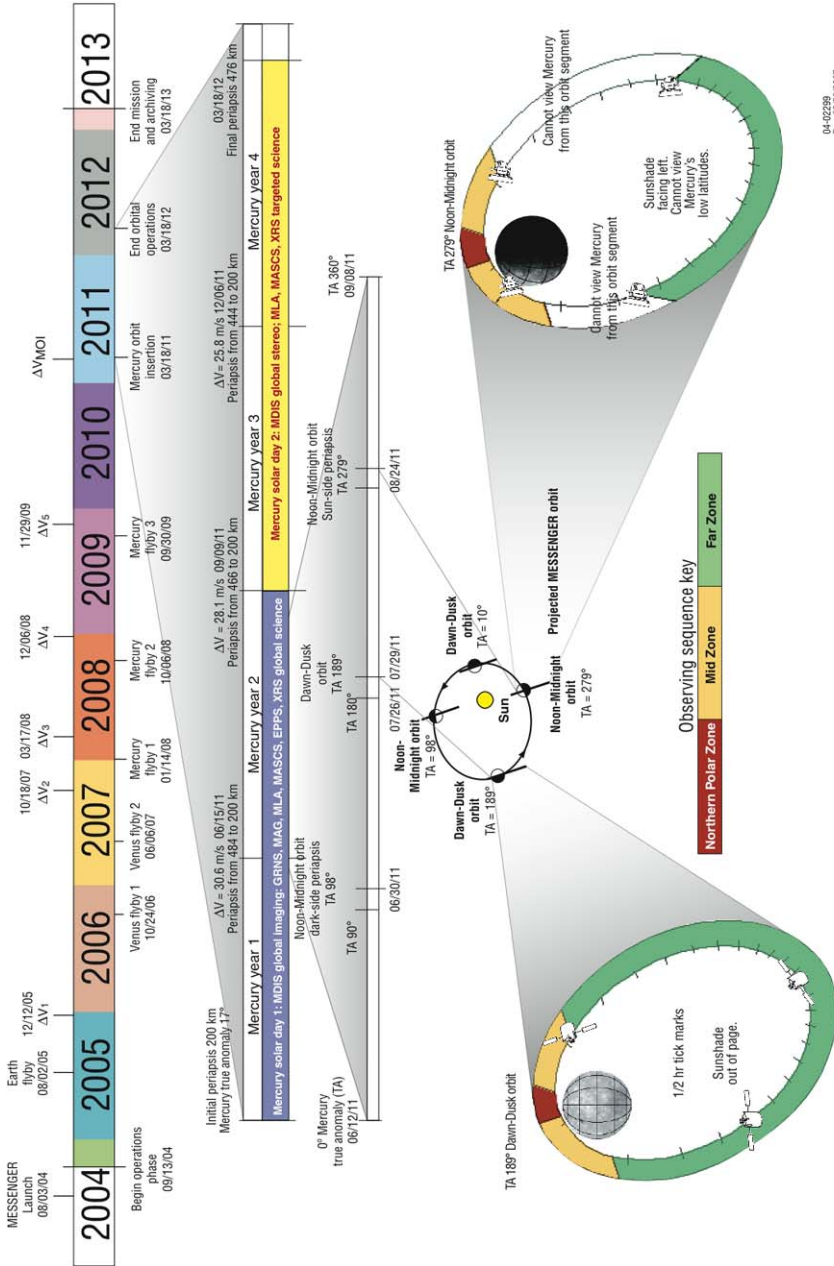 MESSENGER
Launch
08/03/04
Earth
flyby
08/02/05
12/12/05
ΔV1
10/18/07
ΔV2
03/17/08
ΔV3
12/06/08
ΔV4
11/29/09
ΔV5
ΔVMOI
2004
2005
2006
2007
2008
2009
2010
2011
2012
2013
Begin operations
phase
09/13/04
Venus flyby 1
10/24/06
Venus flyby 2
06/06/07
Mercury
flyby 1
01/14/08
Mercury
flyby 2
10/06/08
Mercury
flyby 3
09/30/09
Mercury orbit
insertion
03/18/11
End orbital
operations
03/18/12
End mission
and archiving
03/18/13
Initial periapsis 200 km
Mercury true anomaly 17°
ΔV = 30.6 m/s 06/15/11
Periapsis from 484 to 200 km
ΔV = 28.1 m/s 09/09/11
Periapsis from 466 to 200 km
ΔV = 25.8 m/s 12/06/11
Periapsis from 444 to 200 km
03/18/12
Final periapsis 476 km
Mercury year 1
Mercury year 2
Mercury year 3
Mercury year 4
Mercury solar day 1: MDIS global imaging: GRNS, MAG, MLA, MASCS, EPPS, XRS global science
Mercury solar day 2: MDIS global stereo; MLA, MASCS, XRS targeted science
0° Mercury
true anomaly (TA)
06/12/11
Noon-Midnight orbit
dark-side periapsis
TA 98°
TA 90°
06/30/11
Dawn-Dusk
orbit
TA 189°
TA 180°
07/26/11
07/29/11
Noon-Midnight orbit
Sun-side periapsis
TA 279°
08/24/11
TA 360°
09/08/11
Noon-
Midnight orbit
TA = 98°
Dawn-Dusk
orbit
TA = 10°
Sun
Dawn-Dusk
orbit
TA = 189°
Noon-Midnight
orbit
TA = 279°
Projected MESSENGER orbit
TA 189° Dawn-Dusk orbit
1/2 hr tick marks
Sunshade
out of page.
TA 279° Noon-Midnight orbit
Cannot view Mercury
from this orbit segment
Cannot view Mercury
from this orbit segment
Sunshade
facing left.
Cannot view
Mercury's
low latitudes.
Observing sequence key
Northern Polar Zone
Mid Zone
Far Zone
04-02299